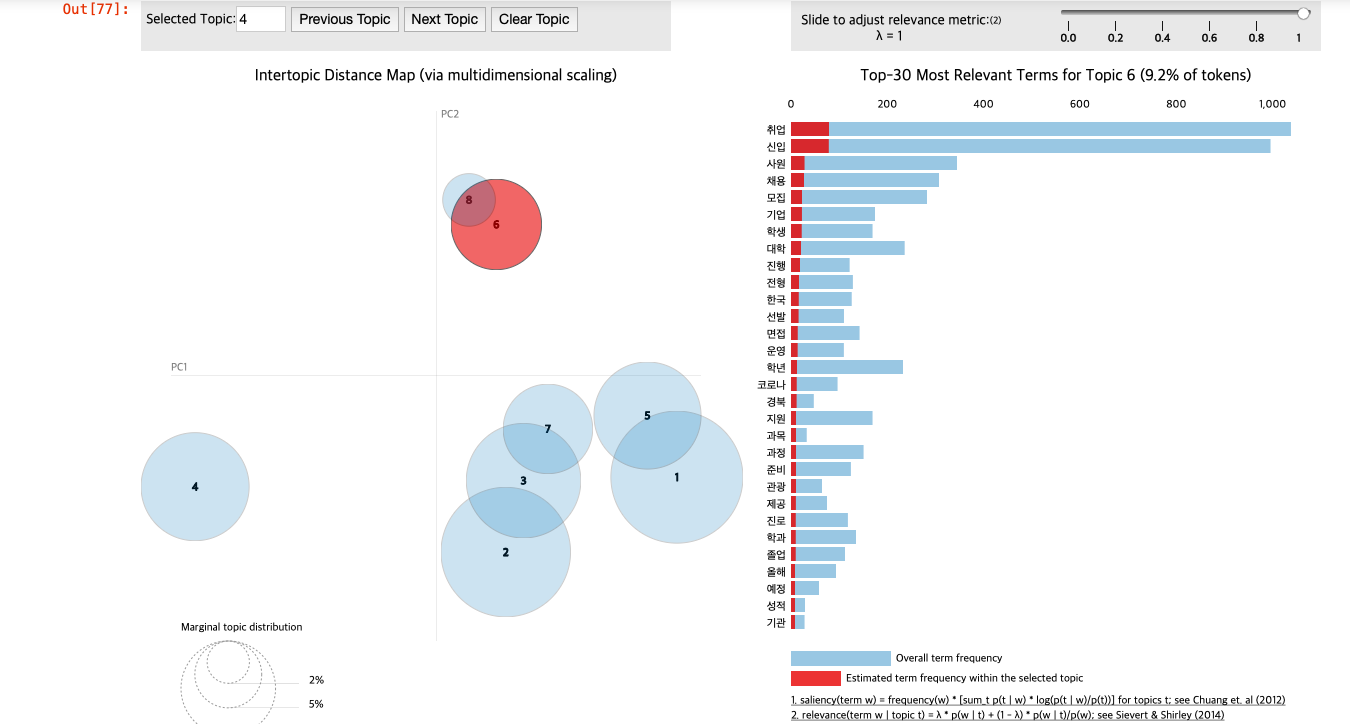 Out[77]:
Selected Topic: 4 Previous Topic Next Topic Clear Topic
Slide to adjust relevance metric:(2)
λ = 1
0.0 0.2 0.4 0.6 0.8 1
Intertopic Distance Map (via multidimensional scaling)
PC2
PC1
8
6
5
7
1
3
4
2
Marginal topic distribution
2%
5%
Top-30 Most Relevant Terms for Topic 6 (9.2% of tokens)
0 200 400 600 800 1,000
취업
신입
사원
채용
모집
기업
학생
대학
진행
전형
한국
선발
면접
운영
학년
코로나
경북
지원
과목
과정
준비
관광
제공
진로
학과
졸업
올해
예정
성적
기관
Overall term frequency
Estimated term frequency within the selected topic
1. saliency(term w) = frequency(w) * [sum_t p(t | w) * log(p(t | w)/p(t))] for topics t; see Chuang et. al (2012)
2. relevance(term w | topic t) = λ * p(w | t) + (1 - λ) * p(w | t)/p(w); see Sievert & Shirley (2014)